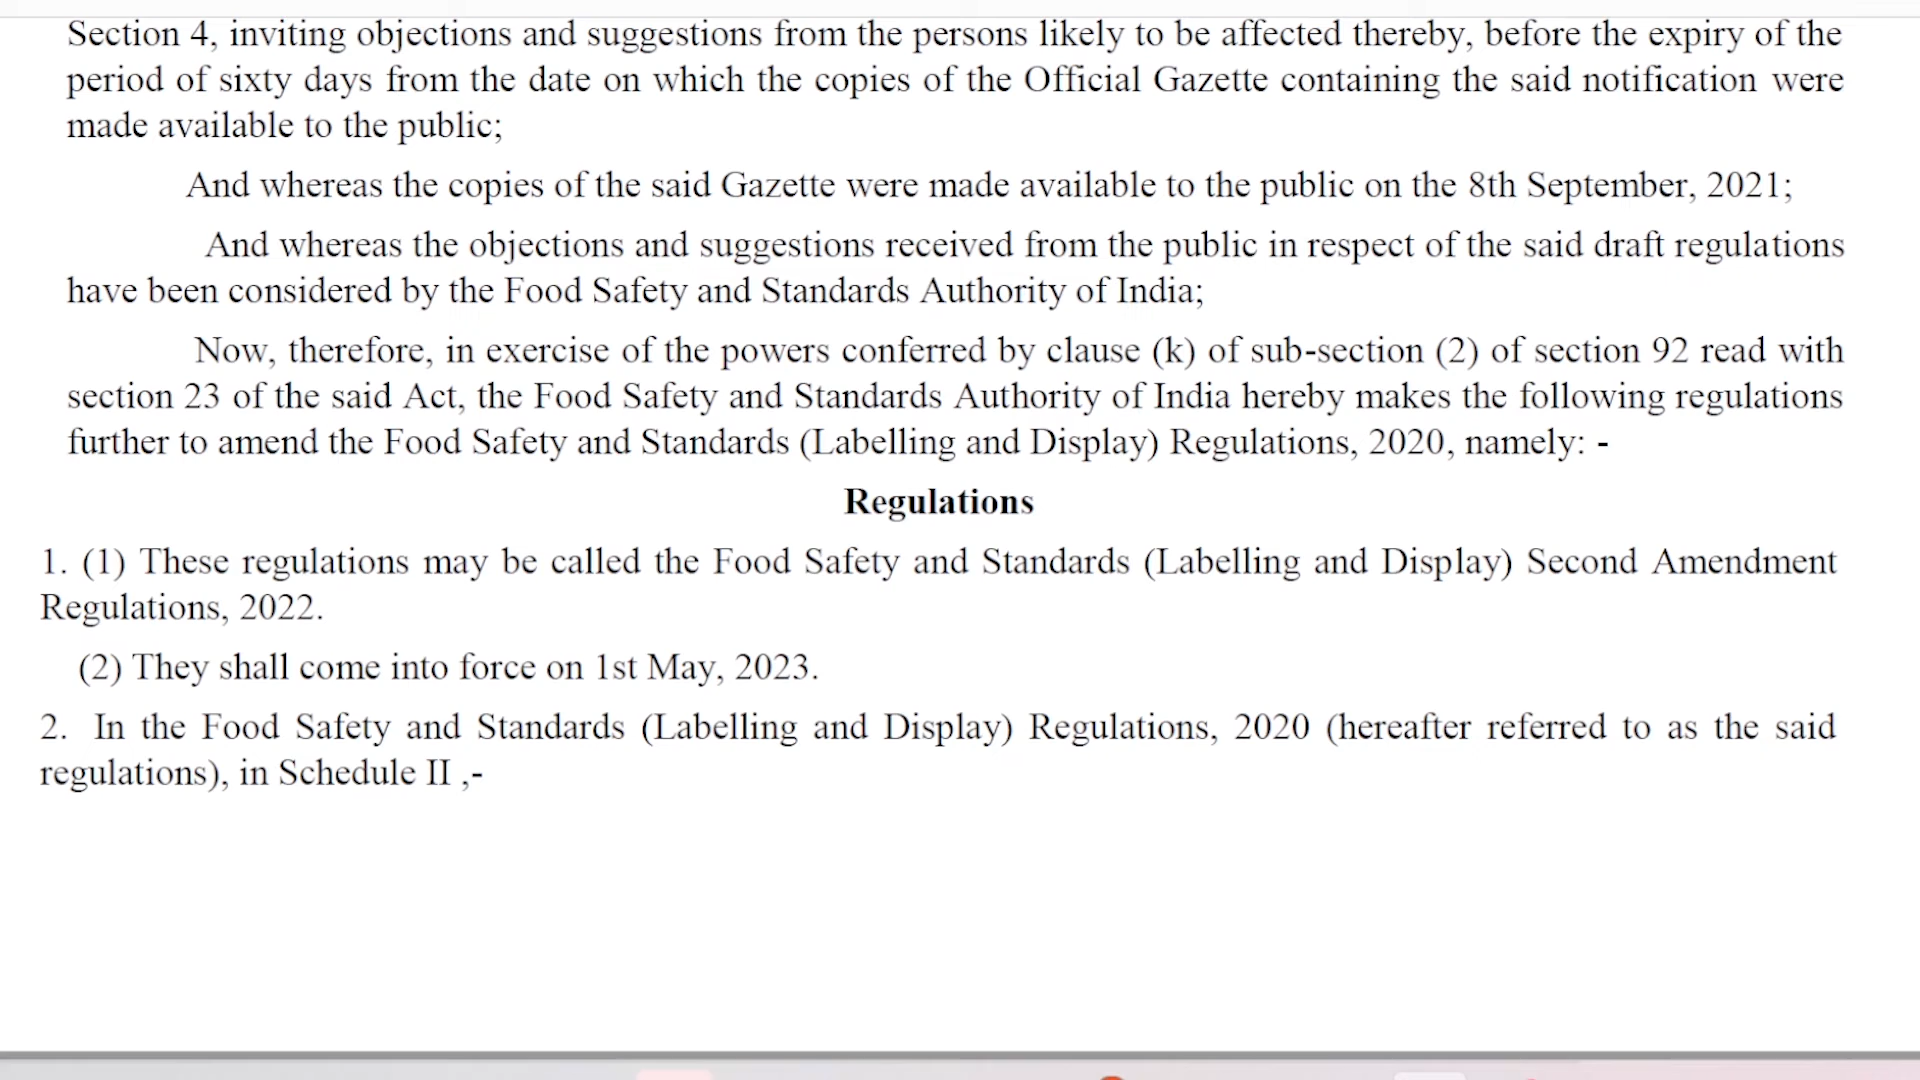 Section 4, inviting objections and suggestions from the persons likely to be affected thereby, before the expiry of the
period of sixty days from the date on which the copies of the Official Gazette containing the said notification were
made available to the public;
And whereas the copies of the said Gazette were made available to the public on the 8th September, 2021;
And whereas the objections and suggestions received from the public in respect of the said draft regulations
have been considered by the Food Safety and Standards Authority of India;
Now, therefore, in exercise of the powers conferred by clause (k) of sub-section (2) of section 92 read with
section 23 of the said Act, the Food Safety and Standards Authority of India hereby makes the following regulations
further to amend the Food Safety and Standards (Labelling and Display) Regulations, 2020, namely: -
Regulations
1. (1) These regulations may be called the Food Safety and Standards (Labelling and Display) Second Amendment
Regulations, 2022.
(2) They shall come into force on 1st May, 2023.
2. In the Food Safety and Standards (Labelling and Display) Regulations, 2020 (hereafter referred to as the said
regulations), in Schedule II ,-